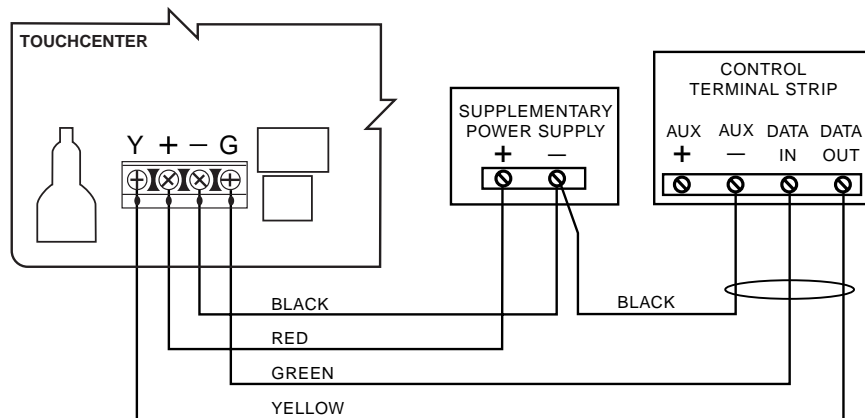 TOUCHCENTER
Y + – G
SUPPLEMENTARY
POWER SUPPLY
+ –
CONTROL
TERMINAL STRIP
AUX AUX DATA DATA
+ – IN OUT
BLACK
BLACK
RED
GREEN
YELLOW